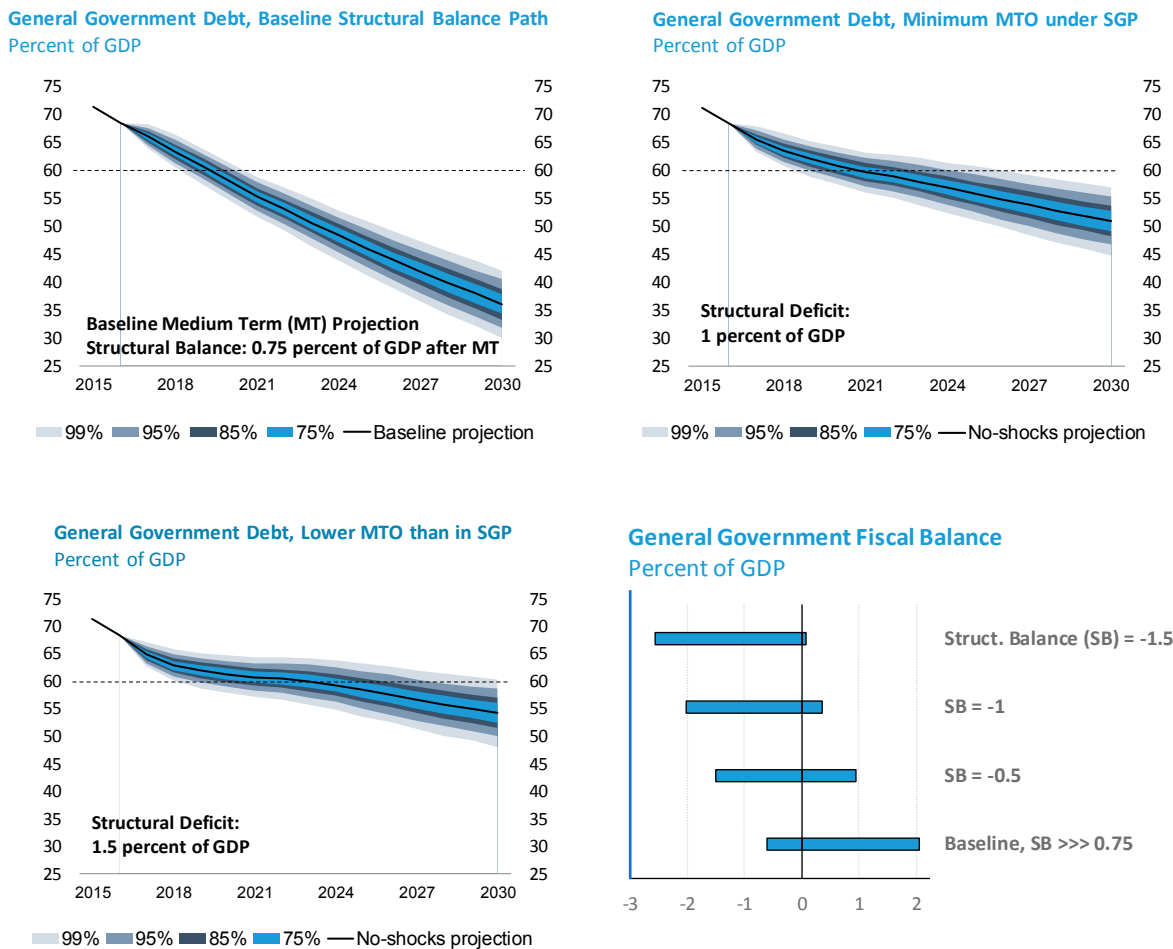 General Government Debt, Baseline Structural Balance Path
Percent of GDP
75 75
70 70
65 65
60 60
55 55
50 50
45 45
40 40
35 35
30 30
25 25
Baseline Medium Term (MT) Projection
Structural Balance: 0.75 percent of GDP after MT
2015 2018 2021 2024 2027 2030
99% 95% 85% 75% Baseline projection
General Government Debt, Minimum MTO under SGP
Percent of GDP
75 75
70 70
65 65
60 60
55 55
50 50
45 45
40 40
35 35
30 30
25 25
Structural Deficit:
1 percent of GDP
2015 2018 2021 2024 2027 2030
99% 95% 85% 75% No-shocks projection
General Government Debt, Lower MTO than in SGP
Percent of GDP
75 75
70 70
65 65
60 60
55 55
50 50
45 45
40 40
35 35
30 30
25 25
Structural Deficit:
1.5 percent of GDP
2015 2018 2021 2024 2027 2030
99% 95% 85% 75% No-shocks projection
General Government Fiscal Balance
Percent of GDP
Struct. Balance (SB) = -1.5
SB = -1
SB = -0.5
Baseline, SB >>> 0.75
-3 -2 -1 0 1 2